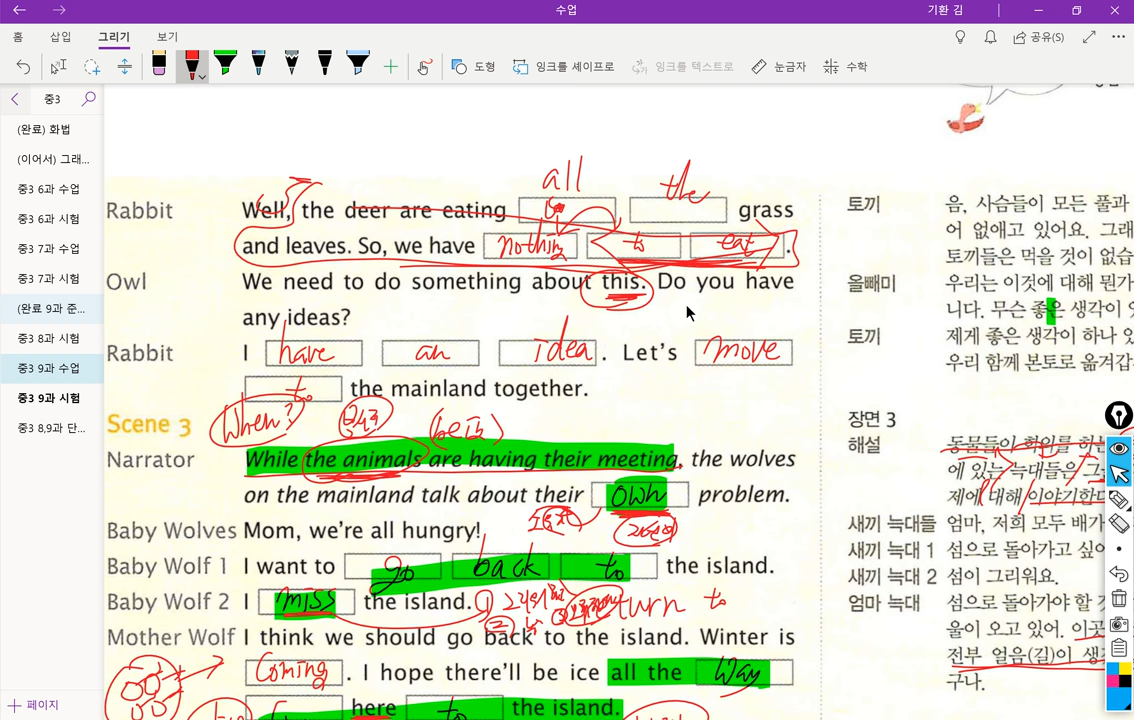 수업
기환 김
홈 삽입 그리기 보기
공유(S)
도형 잉크를 셰이프로 잉크를 텍스트로 눈금자 수학
중3
(완료) 화법
(이어서) 그래...
중3 6과 수업
중3 6과 시험
중3 7과 수업
중3 7과 시험
(완료 9과 준...
중3 8과 시험
중3 9과 수업
중3 9과 시험
중3 8,9과 단...
페이지
all the
Rabbit Well, the deer are eating grass
and leaves. So, we have nothing to eat.
Owl We need to do something about this. Do you have
any ideas?
Rabbit I have an idea. Let's move
to the mainland together.
When? (be동)
Scene 3
Narrator While the animals are having their meeting, the wolves
on the mainland talk about their own problem.
Baby Wolves Mom, we're all hungry!
Baby Wolf 1 I want to go back to the island.
Baby Wolf 2 I miss the island. turn to
Mother Wolf I think we should go back to the island. Winter is
coming. I hope there'll be ice all the way
here to the island.
토끼 음, 사슴들이 모든 풀과
어 없애고 있어요. 그래
토끼들은 먹을 것이 없습
올빼미 우리는 이것에 대해 뭔가
니다. 무슨 좋은 생각이 있
토끼 제게 좋은 생각이 하나 있
우리 함께 본토로 옮겨갑
장면 3
해설 동물들이 회의를 하는
에 있는 늑대들은 그
제에 대해 이야기한다
새끼 늑대들 엄마, 저희 모두 배가
새끼 늑대 1 섬으로 돌아가고 싶어
새끼 늑대 2 섬이 그리워요.
엄마 늑대 섬으로 돌아가야 할 것
울이 오고 있어. 이곳
전부 얼음(길)이 생
구나.